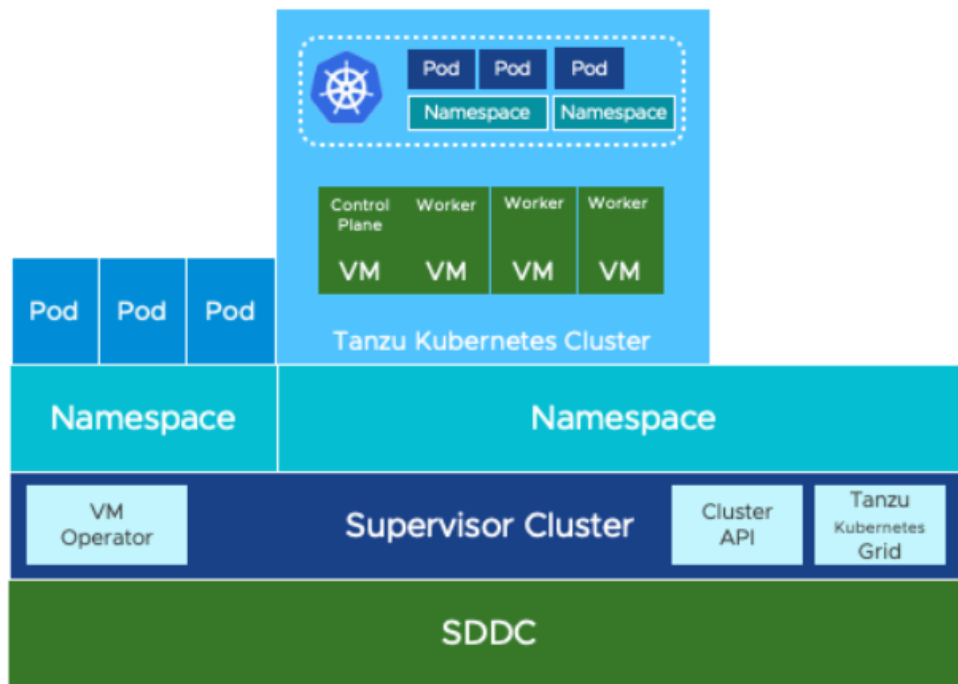 Pod Pod Pod
Namespace Namespace
Control Plane VM
Worker VM
Worker VM
Worker VM
Tanzu Kubernetes Cluster
Pod Pod Pod
Namespace Namespace
VM
Operator
Supervisor Cluster
Cluster
API
Tanzu
Kubernetes
Grid
SDDC